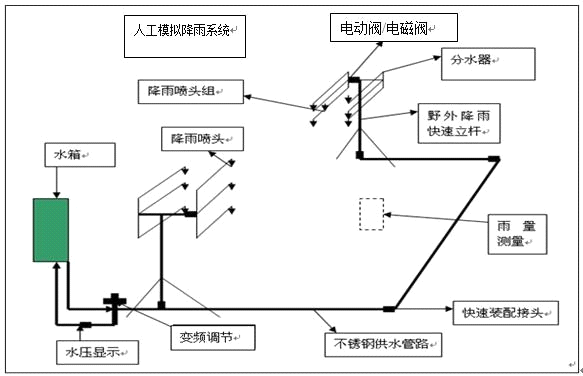 人工模拟降雨系统
电动阀/电磁阀
分水器
降雨喷头组
野外降雨
快速立杆
降雨喷头
水箱
雨 量
测量
快速装配接头
变频调节
不锈钢供水管路
水压显示